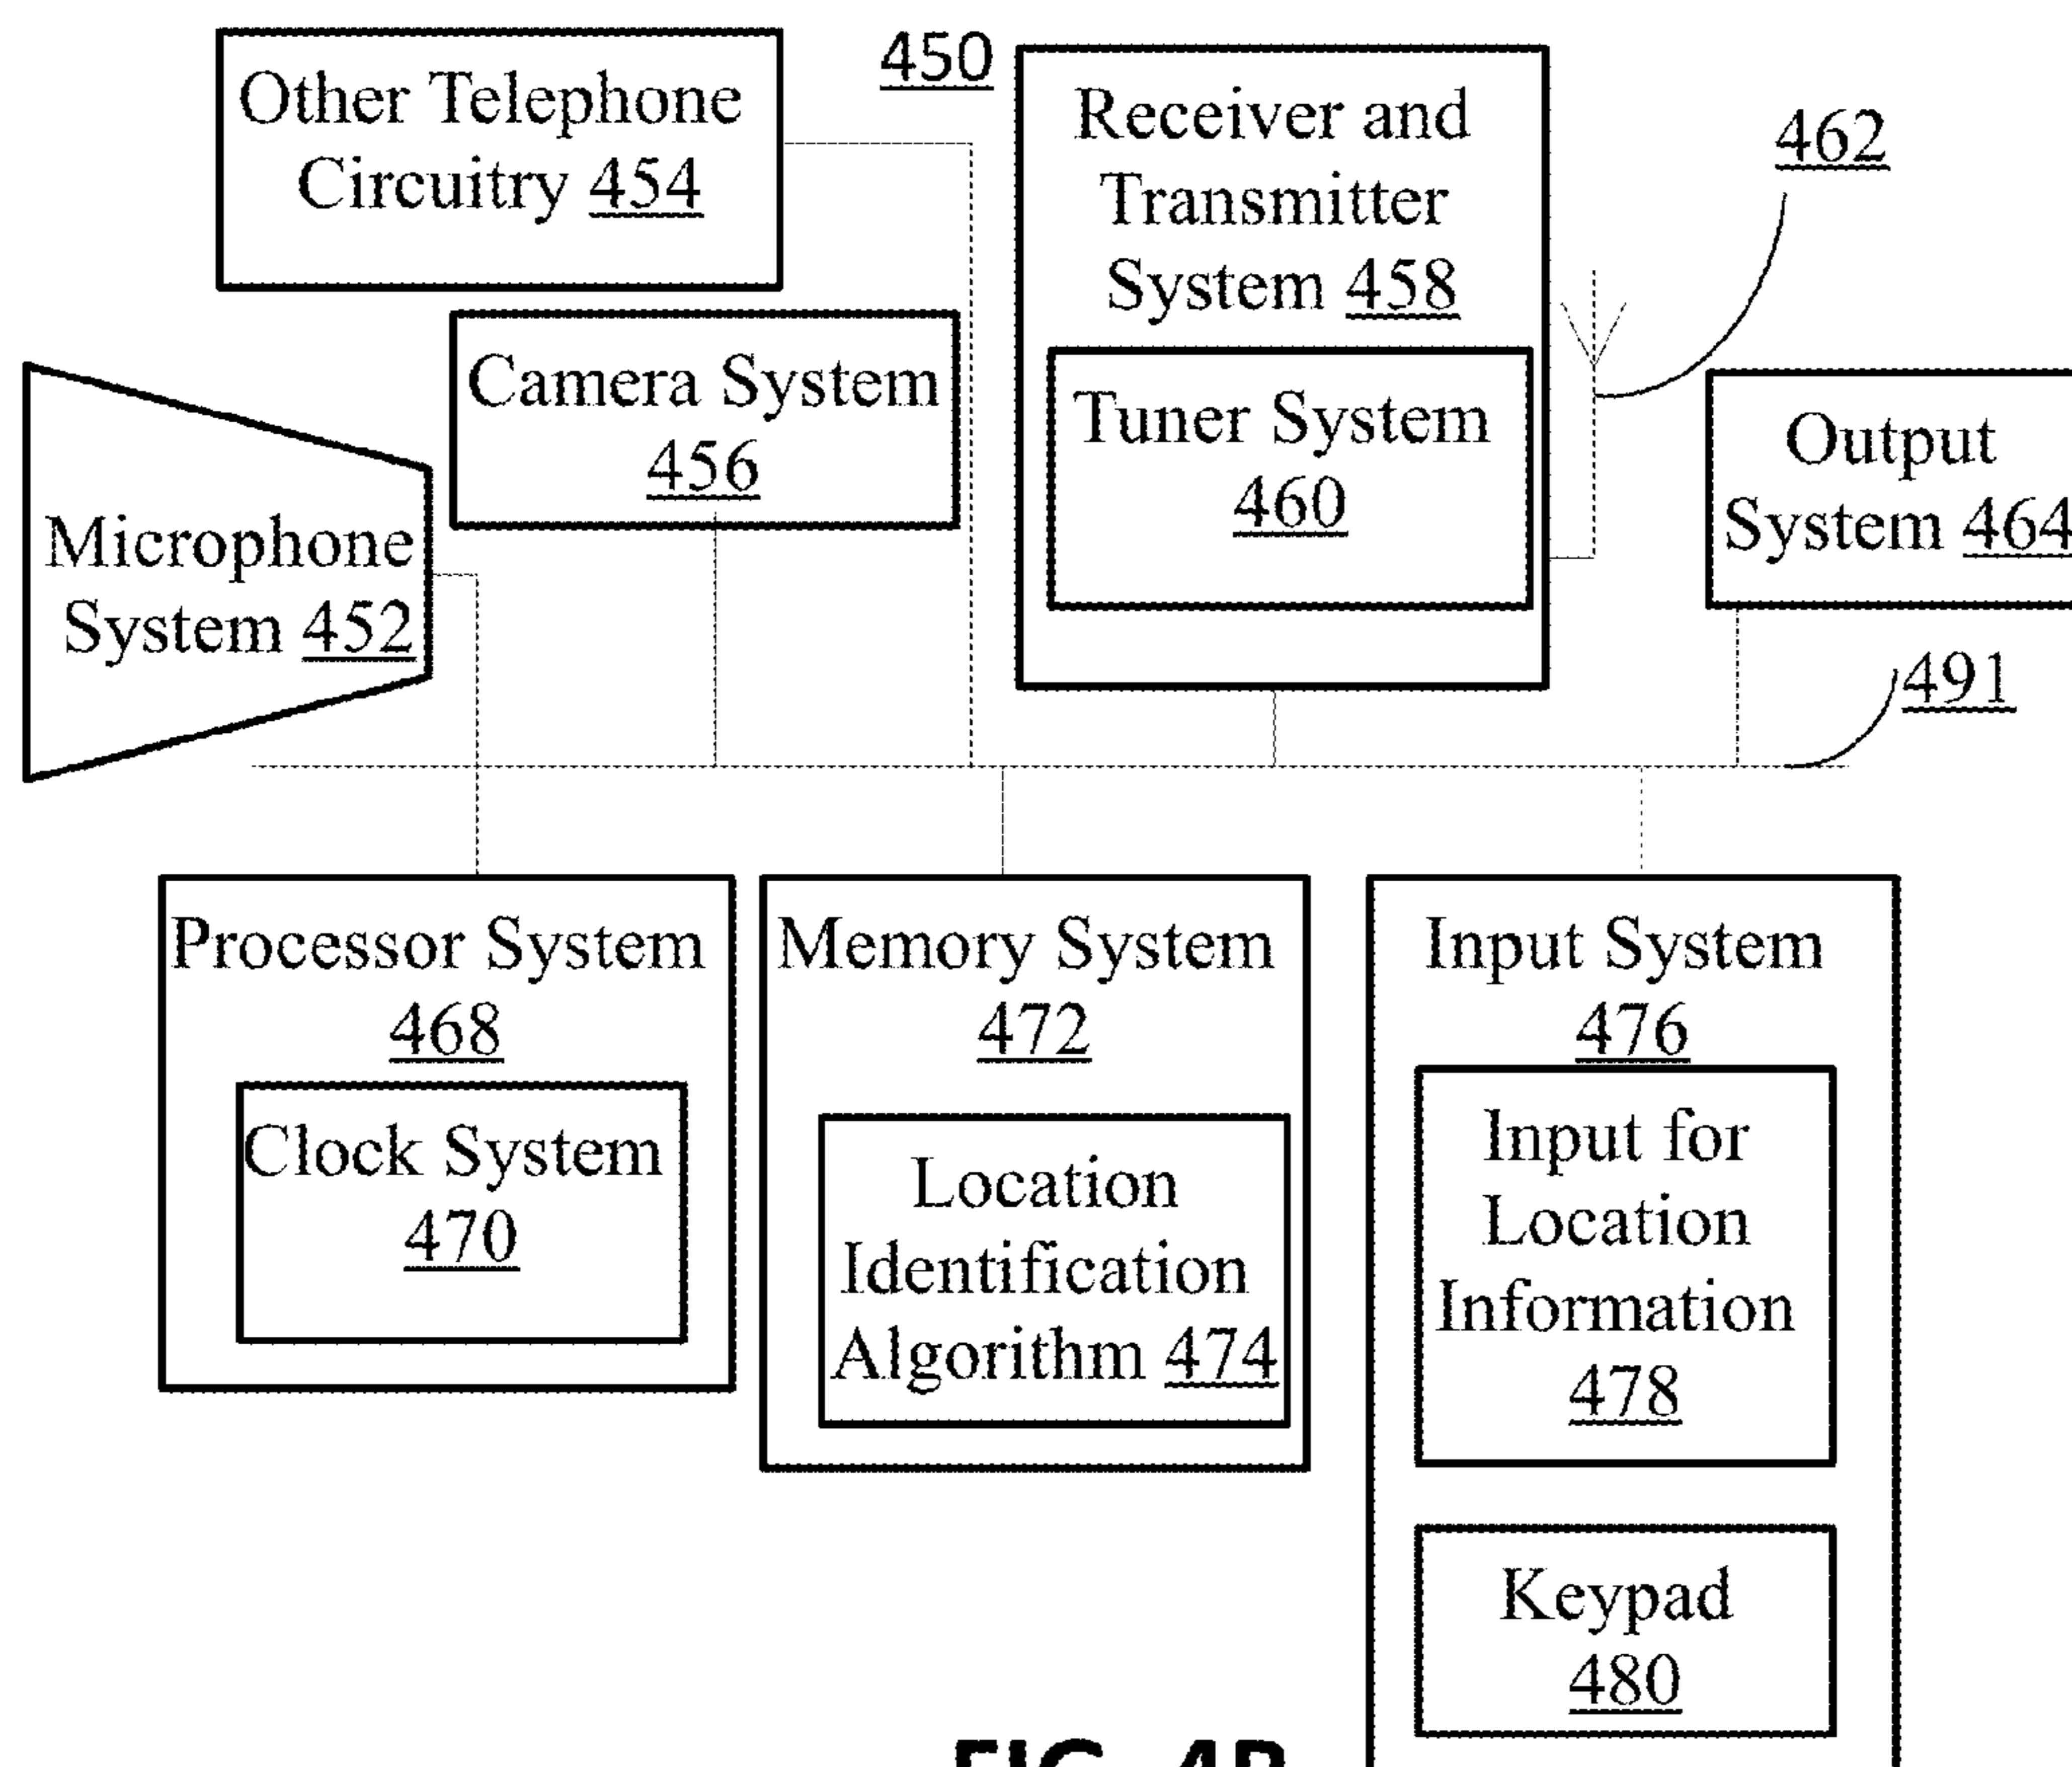 Other Telephone
Circuitry 454
450
Receiver and
Transmitter
System 458
462
Camera System
456
Tuner System
460
Output
System 464
Microphone
System 452
491
Processor System
468
Clock System
470
Memory System
472
Location
Identification
Algorithm 474
Input System
476
Input for
Location
Information
478
Keypad
480
FIG. 4B